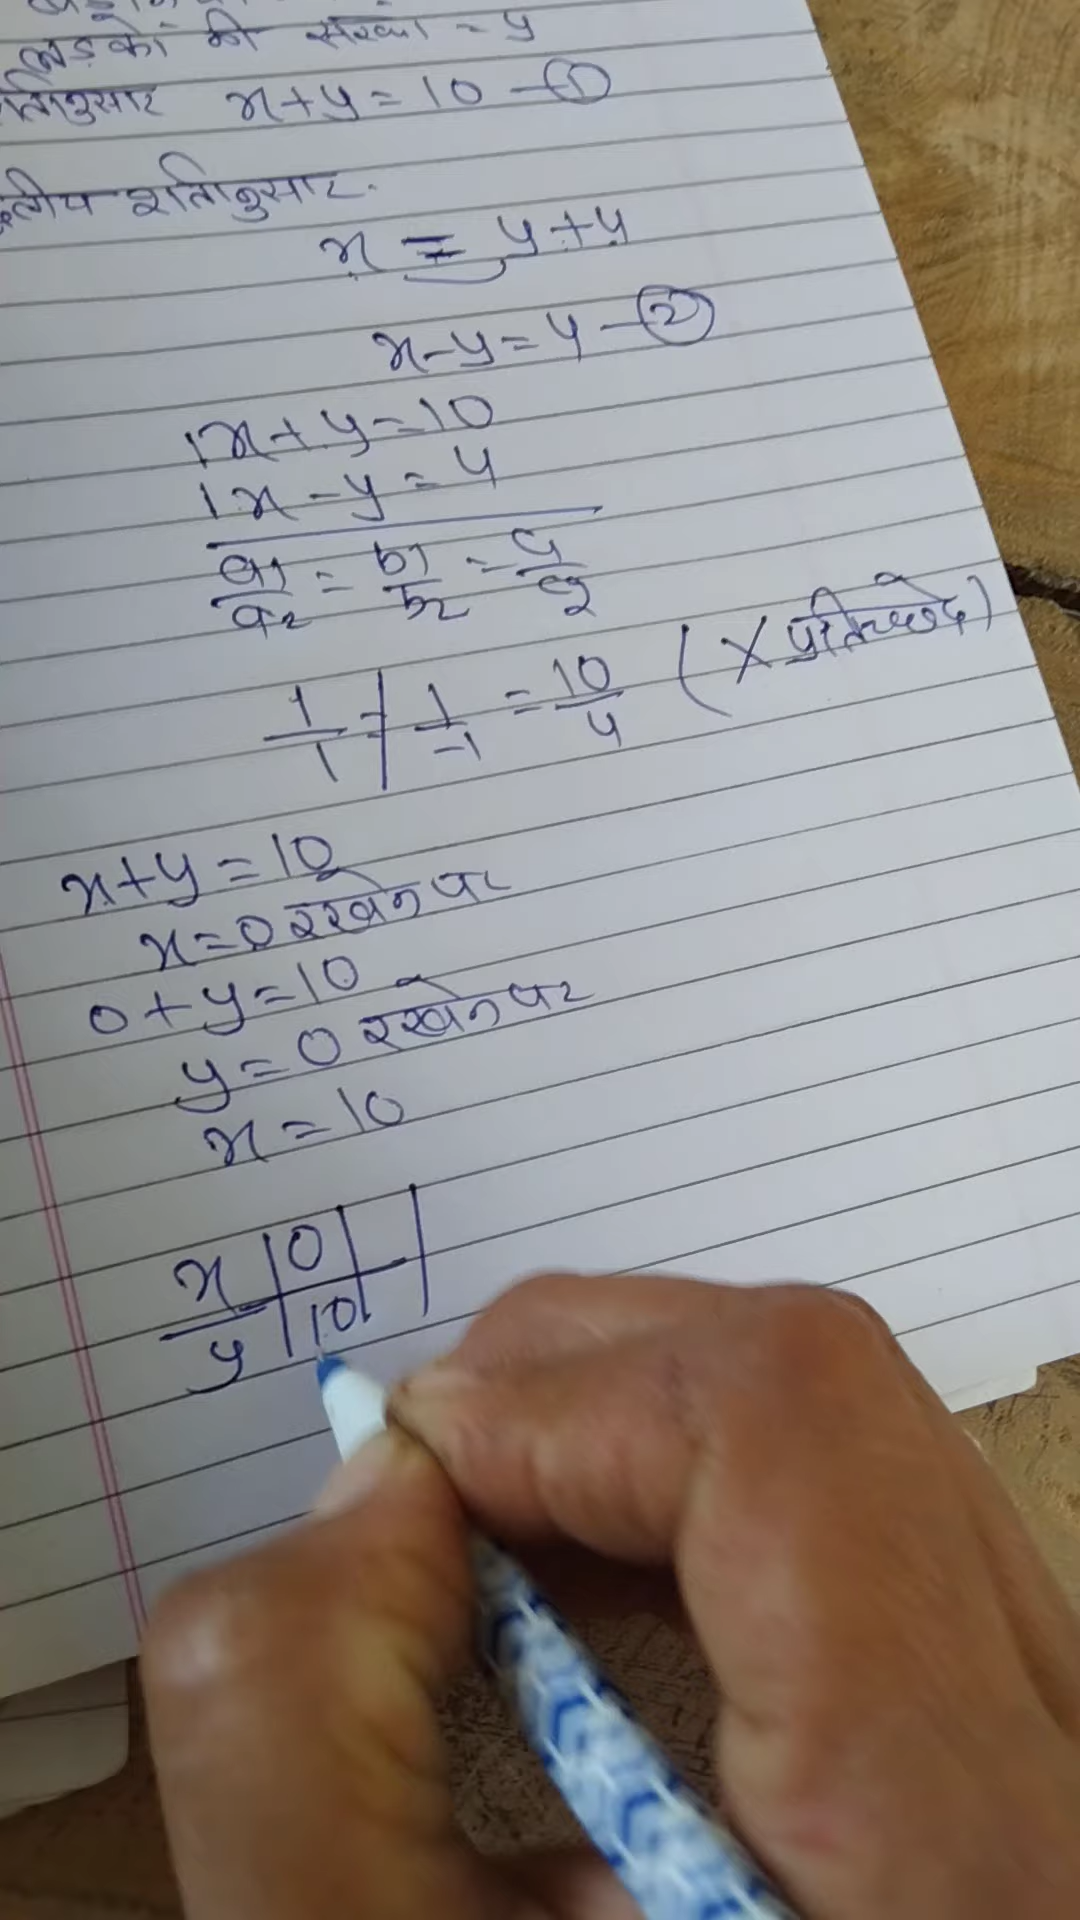 लड़कों की संख्या = y
x+y=10 -①
द्वितीय शर्तानुसार.
x = y+4
x-y=4 -②
1x+y=10
1x-y=4
a1/a2 = b1/b2 = c1/c2
1/1 ≠ 1/-1 = 10/4 (X प्रतिच्छेद)
x+y=10
x=0 रखने पर
0+y=10
y=0 रखने पर
x=10
x | 0 |
y | 10 |